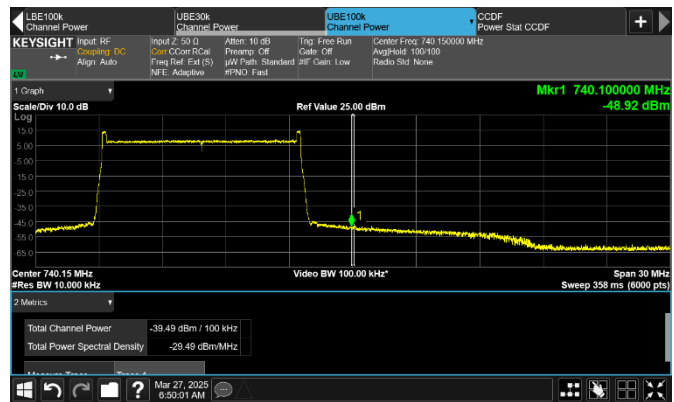 LBE100k
Channel Power
UBE30k
Channel Power
UBE100k
Channel Power
CCDF
Power Stat CCDF
KEYSIGHT
Input: RF
Coupling: DC
Align: Auto
Input Z: 50 Ω
Corr CCorr RCal
Freq Ref: Ext (S)
NFE: Adaptive
Atten: 10 dB
Preamp: Off
µW Path: Standard
#PNO: Fast
Trig: Free Run
Gate: Off
#IF Gain: Low
Center Freq: 740.150000 MHz
Avg|Hold: 100/100
Radio Std: None
1 Graph
Mkr1 740.100000 MHz
Scale/Div 10.0 dB
Ref Value 25.00 dBm
-48.92 dBm
Log
15.0
5.00
-5.00
-15.0
-25.0
-35.0
-45.0
-55.0
-65.0
1
Center 740.15 MHz
Video BW 100.00 kHz*
Span 30 MHz
#Res BW 10.000 kHz
Sweep 358 ms (6000 pts)
2 Metrics
Total Channel Power -39.49 dBm / 100 kHz
Total Power Spectral Density -29.49 dBm/MHz
?
Mar 27, 2025
6:50:01 AM